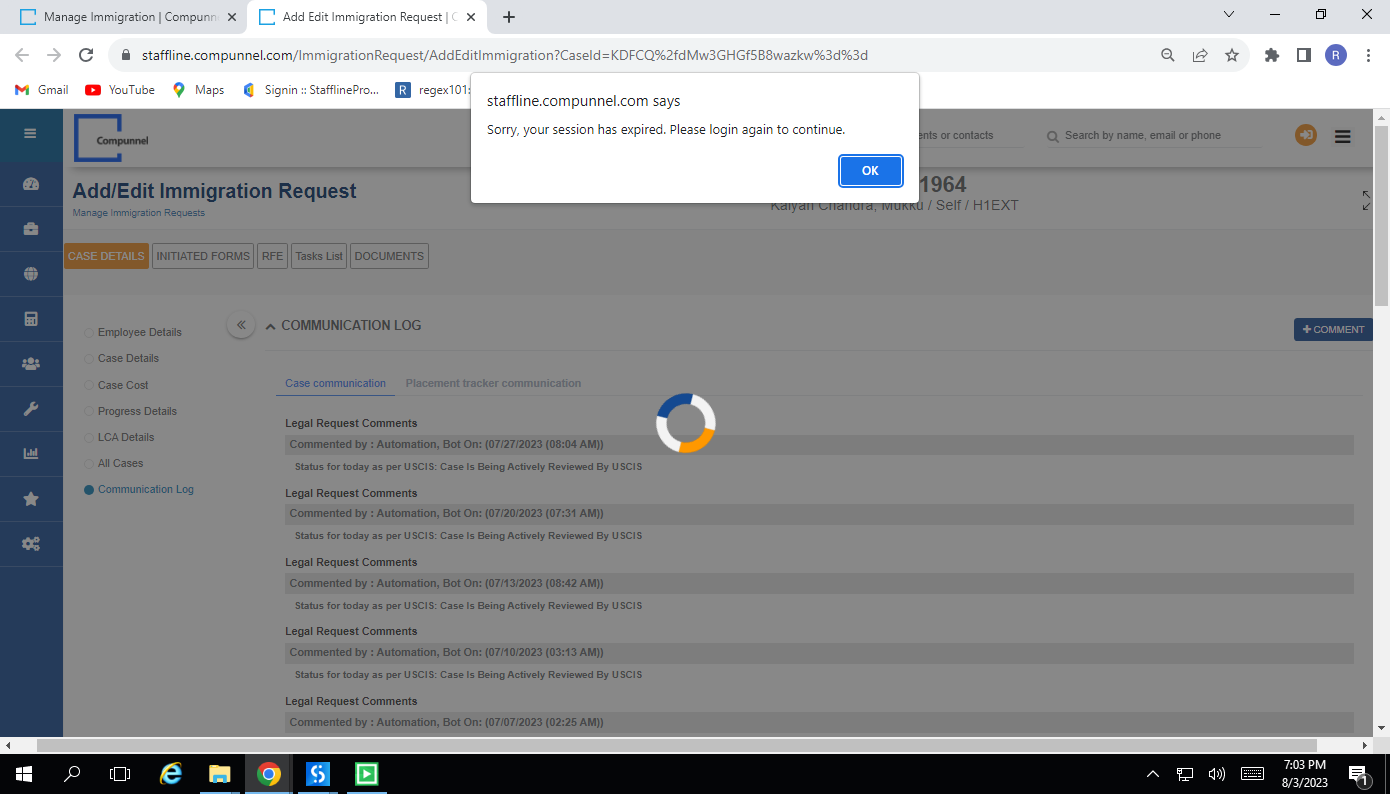 Manage Immigration | Compunn
Add Edit Immigration Request | C
staffline.compunnel.com/ImmigrationRequest/AddEditImmigration?CaseId=KDFCQ%2fdMw3GHGf5B8wazkw%3d%3d
R
Gmail
YouTube
Maps
Signin :: StafflinePro...
R
regex101:
staffline.compunnel.com says
Sorry, your session has expired. Please login again to continue.
OK
Compunnel
ents or contacts
Search by name, email or phone
Add/Edit Immigration Request
Manage Immigration Requests
1964
Kalyan Chandra, Mukku / Self / H1EXT
CASE DETAILS
INITIATED FORMS
RFE
Tasks List
DOCUMENTS
Employee Details
Case Details
Case Cost
Progress Details
LCA Details
All Cases
Communication Log
COMMUNICATION LOG
+ COMMENT
Case communication
Placement tracker communication
Legal Request Comments
Commented by : Automation, Bot On: (07/27/2023 (08:04 AM))
Status for today as per USCIS: Case Is Being Actively Reviewed By USCIS
Legal Request Comments
Commented by : Automation, Bot On: (07/20/2023 (07:31 AM))
Status for today as per USCIS: Case Is Being Actively Reviewed By USCIS
Legal Request Comments
Commented by : Automation, Bot On: (07/13/2023 (08:42 AM))
Status for today as per USCIS: Case Is Being Actively Reviewed By USCIS
Legal Request Comments
Commented by : Automation, Bot On: (07/10/2023 (03:13 AM))
Status for today as per USCIS: Case Is Being Actively Reviewed By USCIS
Legal Request Comments
Commented by : Automation, Bot On: (07/07/2023 (02:25 AM))
7:03 PM
8/3/2023
1